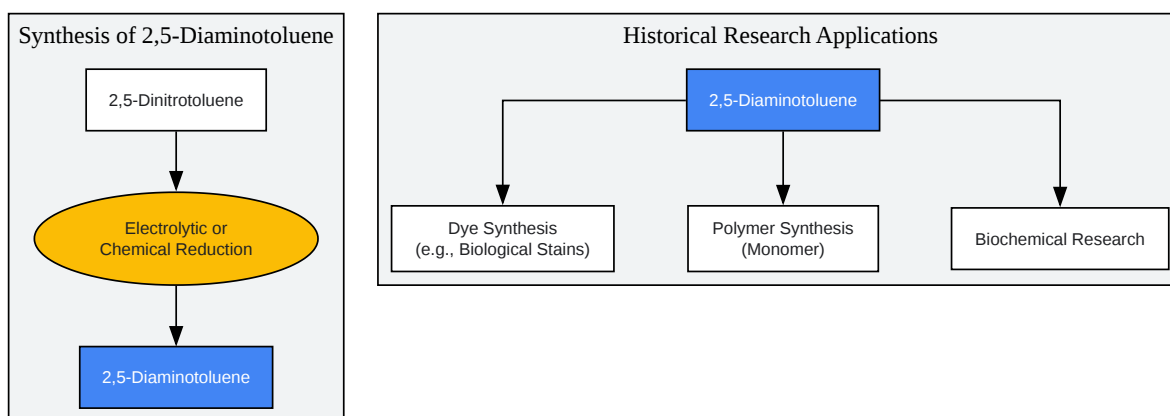 Synthesis of 2,5-Diaminotoluene
2,5-Dinitrotoluene
Electrolytic or
Chemical Reduction
2,5-Diaminotoluene
Historical Research Applications
2,5-Diaminotoluene
Dye Synthesis
(e.g., Biological Stains)
Polymer Synthesis
(Monomer)
Biochemical Research